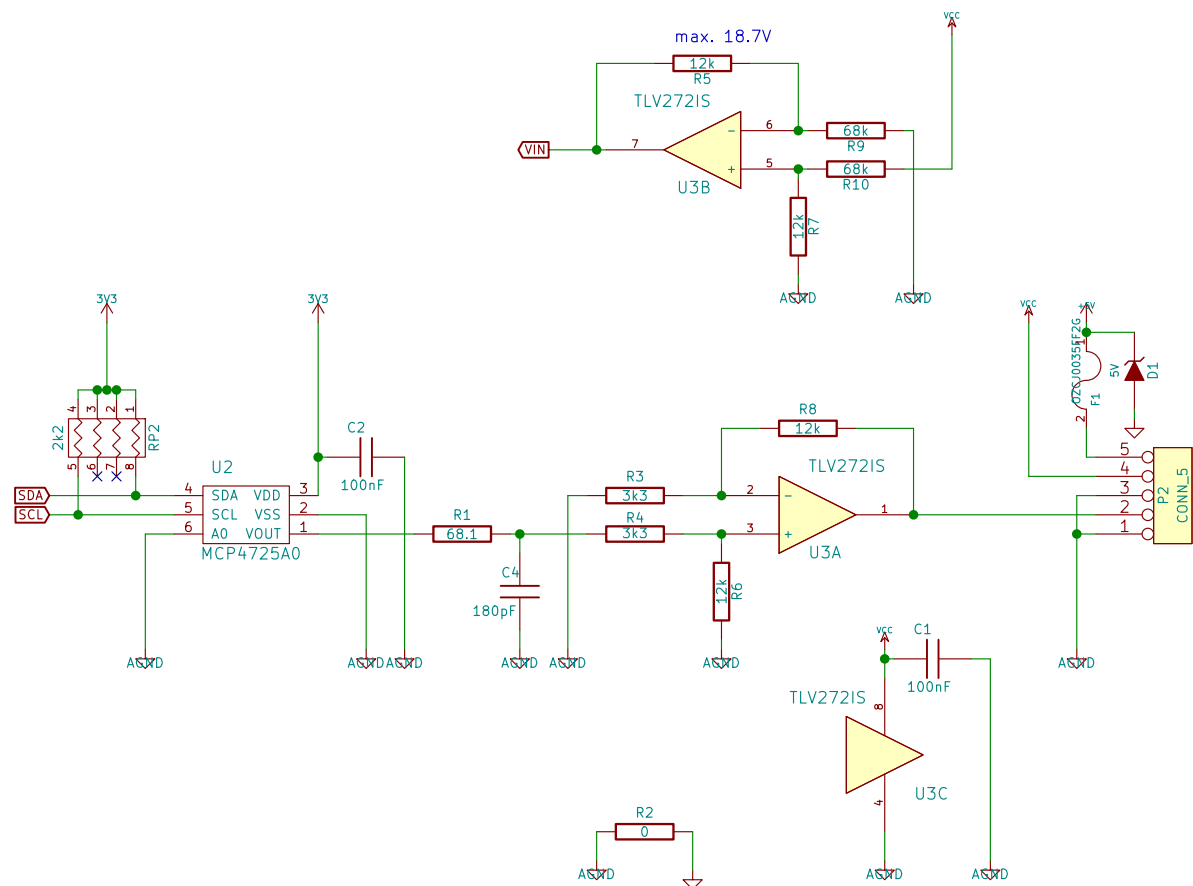 vcc
max. 18.7V
12k
R5
TLV272IS
6
68k
R9
VIN
7
5
68k
R10
U3B
12k
R7
AGND
AGND
3V3
3V3
vcc
+5V
OZCJ0035FF2G
1
2
F1
5V
D1
4
3
2
1
2k2
RP2
5
6
7
8
C2
100nF
R8
12k
TLV272IS
U2
SDA
SCL
4
5
6
SDA
SCL
A0
VDD
VSS
VOUT
3
2
1
MCP4725A0
R1
68.1
C4
180pF
R3
3k3
R4
3k3
2
3
1
U3A
12k
R6
5
4
3
2
1
P2
CONN_5
AGND
AGND
AGND
AGND
AGND
AGND
AGND
vcc
C1
100nF
TLV272IS
8
4
U3C
R2
0
AGND
AGND
AGND